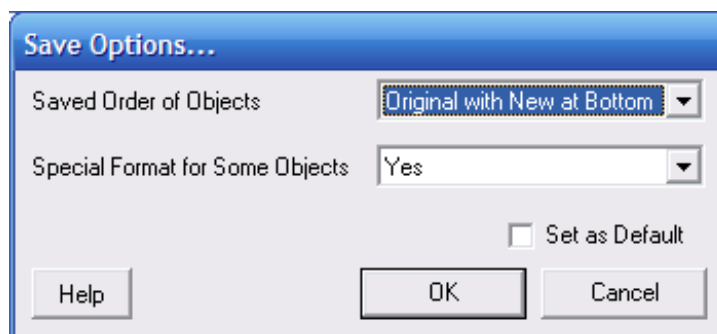 Save Options...
Saved Order of Objects Original with New at Bottom
Special Format for Some Objects Yes
Set as Default
Help OK Cancel